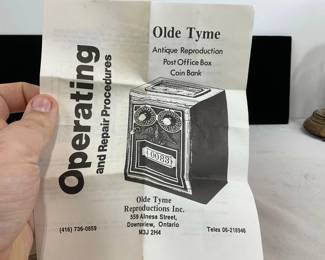 Olde Tyme
Antique Reproduction
Post Office Box
Coin Bank
Operating
and Repair Procedures
Olde Tyme
Reproductions Inc.
559 Alness Street,
Downsview, Ontario
M3J 2H4
(416) 736-0859
Telex 06-218946